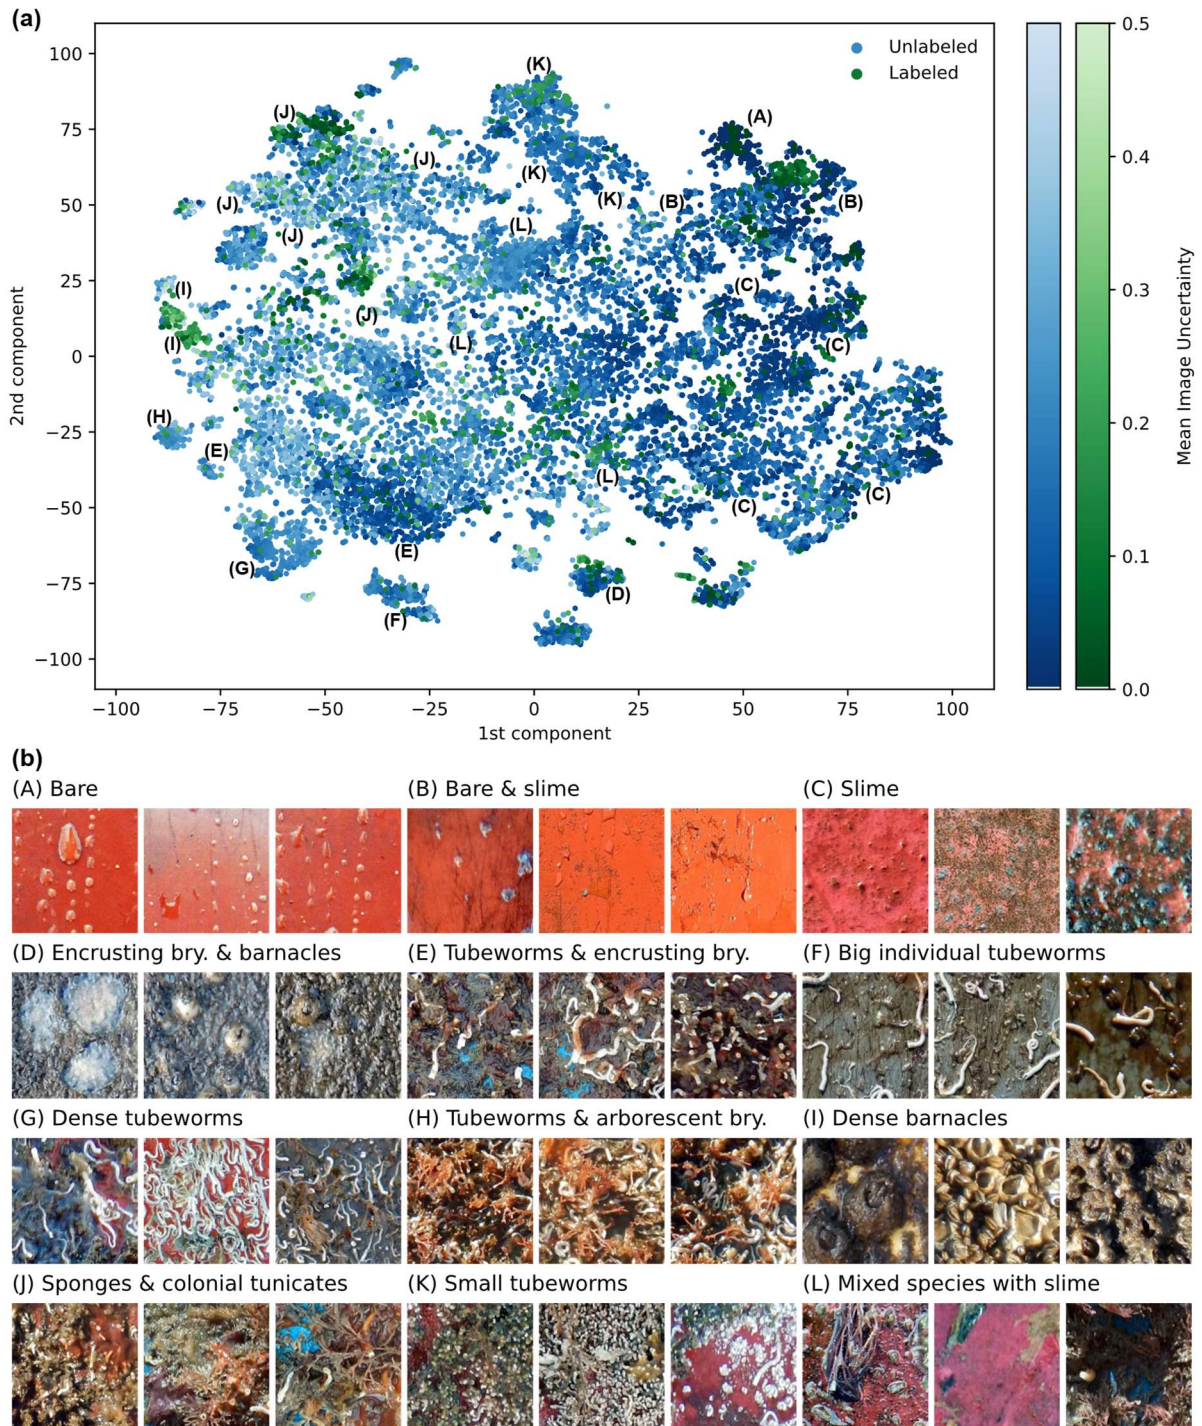 (a)
100
75
50
25
0
−25
−50
−75
−100
2nd component
−100 −75 −50 −25 0 25 50 75 100
1st component
Unlabeled
Labeled
(K)
(J)
(A)
(J)
(K)
(J)
(K)
(B)
(B)
(J)
(L)
(I)
(C)
(J)
(I)
(L)
(C)
(H)
(E)
(L)
(C)
(C)
(E)
(G)
(D)
(F)
0.5
0.4
0.3
0.2
0.1
0.0
Mean Image Uncertainty
(b)
(A) Bare
(B) Bare & slime
(C) Slime
(D) Encrusting bry. & barnacles
(E) Tubeworms & encrusting bry.
(F) Big individual tubeworms
(G) Dense tubeworms
(H) Tubeworms & arborescent bry.
(I) Dense barnacles
(J) Sponges & colonial tunicates
(K) Small tubeworms
(L) Mixed species with slime